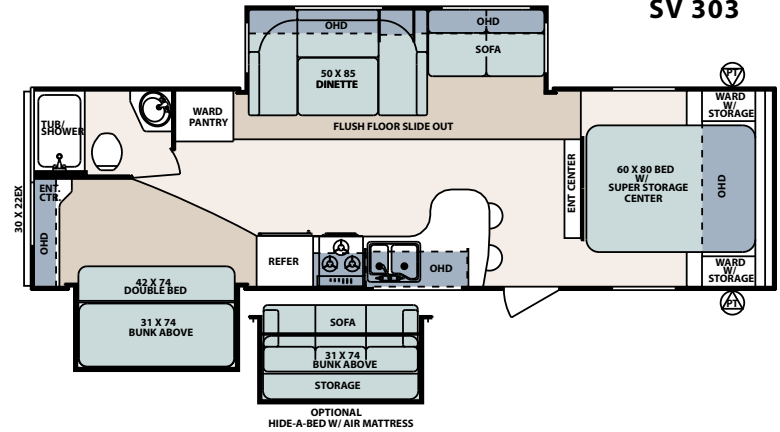 SV 303
OHD
OHD
SOFA
50 X 85
DINETTE
PT
WARD
W/
STORAGE
TUB/
SHOWER
WARD
PANTRY
FLUSH FLOOR SLIDE OUT
60 X 80 BED
W/
SUPER STORAGE
CENTER
OHD
ENT CENTER
30 X 22EX
ENT.
CTR.
OHD
REFER
OHD
WARD
W/
STORAGE
PT
42 X 74
DOUBLE BED
31 X 74
BUNK ABOVE
SOFA
31 X 74
BUNK ABOVE
STORAGE
OPTIONAL
HIDE-A-BED W/ AIR MATTRESS